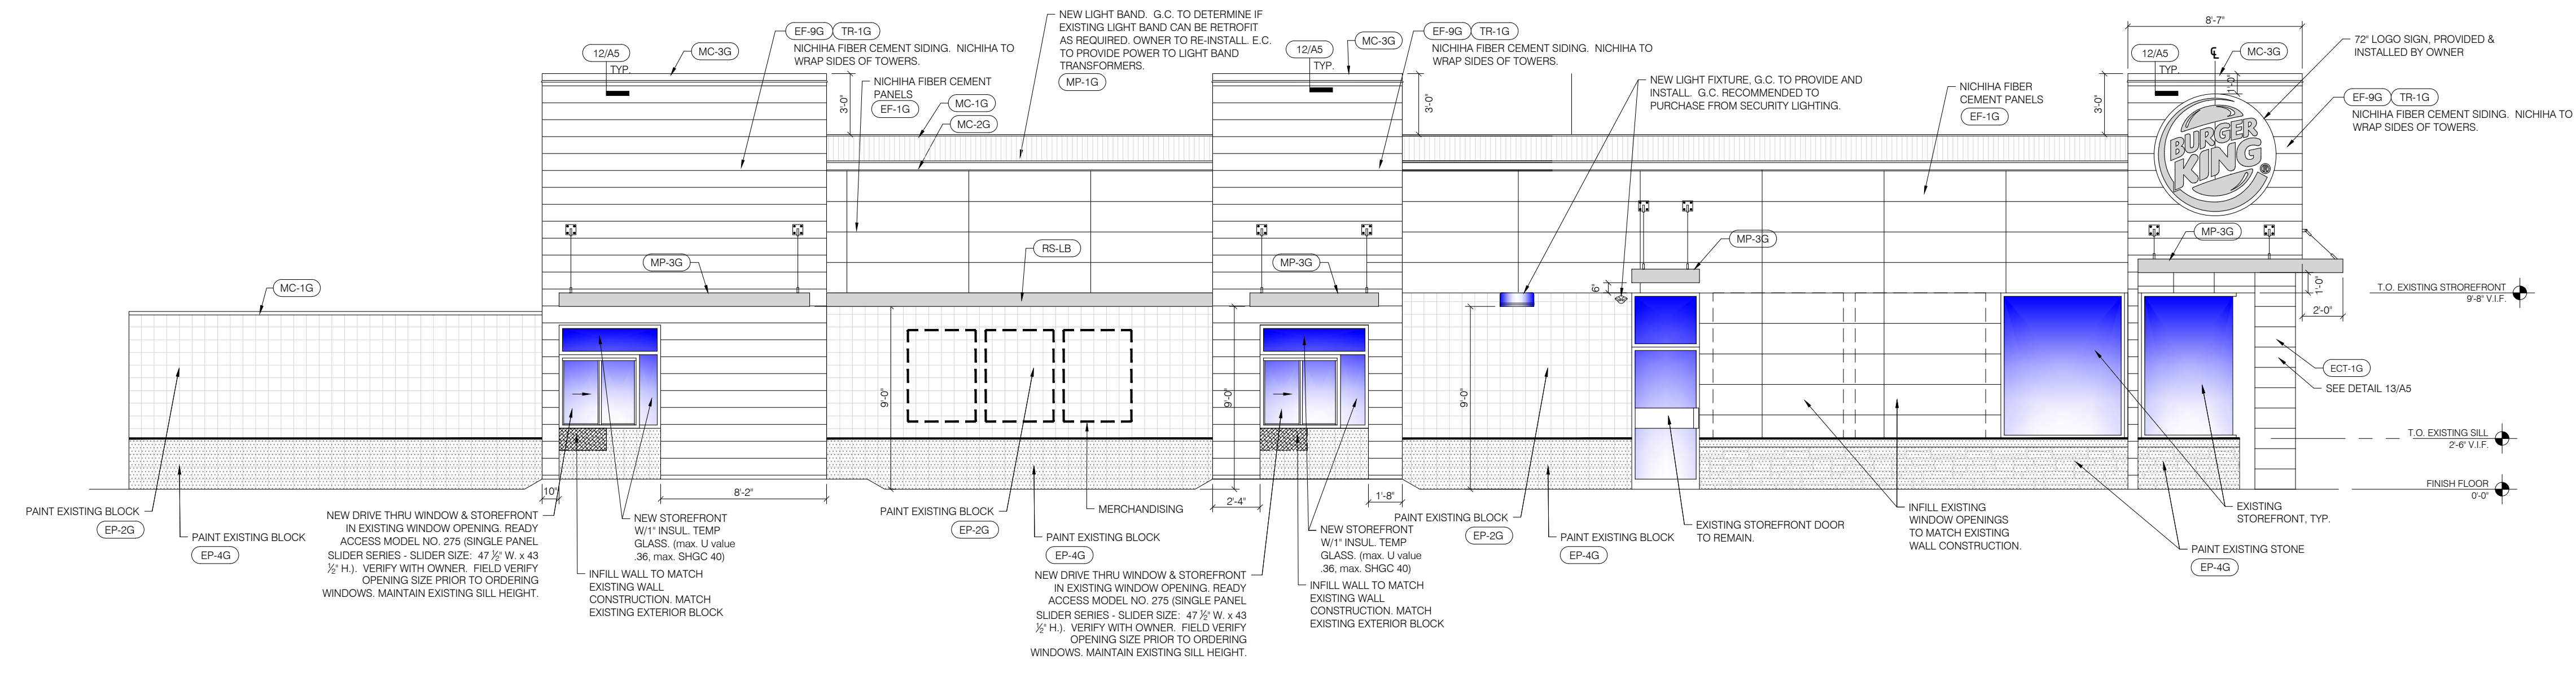 12/A5
TYP.
MC-3G
EF-9G TR-1G
NICHIHA FIBER CEMENT SIDING. NICHIHA TO
WRAP SIDES OF TOWERS.
3'-0"
NICHIHA FIBER CEMENT
PANELS
EF-1G
MC-1G
MC-2G
NEW LIGHT BAND. G.C. TO DETERMINE IF
EXISTING LIGHT BAND CAN BE RETROFIT
AS REQUIRED. OWNER TO RE-INSTALL. E.C.
TO PROVIDE POWER TO LIGHT BAND
TRANSFORMERS.
MP-1G
12/A5
TYP.
MC-3G
EF-9G TR-1G
NICHIHA FIBER CEMENT SIDING. NICHIHA TO
WRAP SIDES OF TOWERS.
3'-0"
NEW LIGHT FIXTURE, G.C. TO PROVIDE AND
INSTALL. G.C. RECOMMENDED TO
PURCHASE FROM SECURITY LIGHTING.
NICHIHA FIBER
CEMENT PANELS
EF-1G
8'-7"
12/A5
TYP.
MC-3G
1'-0"
3'-0"
72" LOGO SIGN, PROVIDED &
INSTALLED BY OWNER
EF-9G TR-1G
NICHIHA FIBER CEMENT SIDING. NICHIHA TO
WRAP SIDES OF TOWERS.
BURGER
KING
®
MC-1G
MP-3G
RS-LB
MP-3G
MP-3G
MP-3G
6"
1'-0"
2'-0"
T.O. EXISTING STROREFRONT
9'-8" V.I.F.
9'-0"
9'-0"
9'-0"
ECT-1G
SEE DETAIL 13/A5
T.O. EXISTING SILL
2'-6" V.I.F.
FINISH FLOOR
0'-0"
10"
8'-2"
2'-4"
1'-8"
PAINT EXISTING BLOCK
EP-2G
PAINT EXISTING BLOCK
EP-4G
NEW DRIVE THRU WINDOW & STOREFRONT
IN EXISTING WINDOW OPENING. READY
ACCESS MODEL NO. 275 (SINGLE PANEL
SLIDER SERIES - SLIDER SIZE: 47 ½" W. x 43
½" H.). VERIFY WITH OWNER. FIELD VERIFY
OPENING SIZE PRIOR TO ORDERING
WINDOWS. MAINTAIN EXISTING SILL HEIGHT.
NEW STOREFRONT
W/1" INSUL. TEMP
GLASS. (max. U value
.36, max. SHGC 40)
INFILL WALL TO MATCH
EXISTING WALL
CONSTRUCTION. MATCH
EXISTING EXTERIOR BLOCK
PAINT EXISTING BLOCK
EP-2G
PAINT EXISTING BLOCK
EP-4G
MERCHANDISING
NEW DRIVE THRU WINDOW & STOREFRONT
IN EXISTING WINDOW OPENING. READY
ACCESS MODEL NO. 275 (SINGLE PANEL
SLIDER SERIES - SLIDER SIZE: 47 ½" W. x 43
½" H.). VERIFY WITH OWNER. FIELD VERIFY
OPENING SIZE PRIOR TO ORDERING
WINDOWS. MAINTAIN EXISTING SILL HEIGHT.
NEW STOREFRONT
W/1" INSUL. TEMP
GLASS. (max. U value
.36, max. SHGC 40)
INFILL WALL TO MATCH
EXISTING WALL
CONSTRUCTION. MATCH
EXISTING EXTERIOR BLOCK
PAINT EXISTING BLOCK
EP-2G
PAINT EXISTING BLOCK
EP-4G
EXISTING STOREFRONT DOOR
TO REMAIN.
INFILL EXISTING
WINDOW OPENINGS
TO MATCH EXISTING
WALL CONSTRUCTION.
EXISTING
STOREFRONT, TYP.
PAINT EXISTING STONE
EP-4G